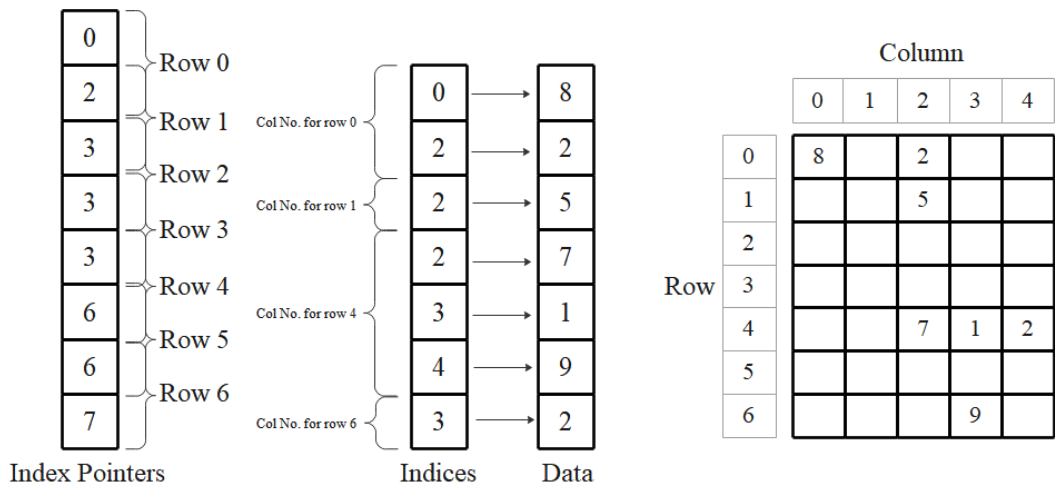 0
2
3
3
3
6
6
7
Row 0
Row 1
Row 2
Row 3
Row 4
Row 5
Row 6
Index Pointers
Col No. for row 0
Col No. for row 1
Col No. for row 4
Col No. for row 6
0
2
2
2
3
4
3
Indices
8
2
5
7
1
9
2
Data
Column
0 1 2 3 4
0 8 2
1 5
2
Row 3
4 7 1 2
5
6 9